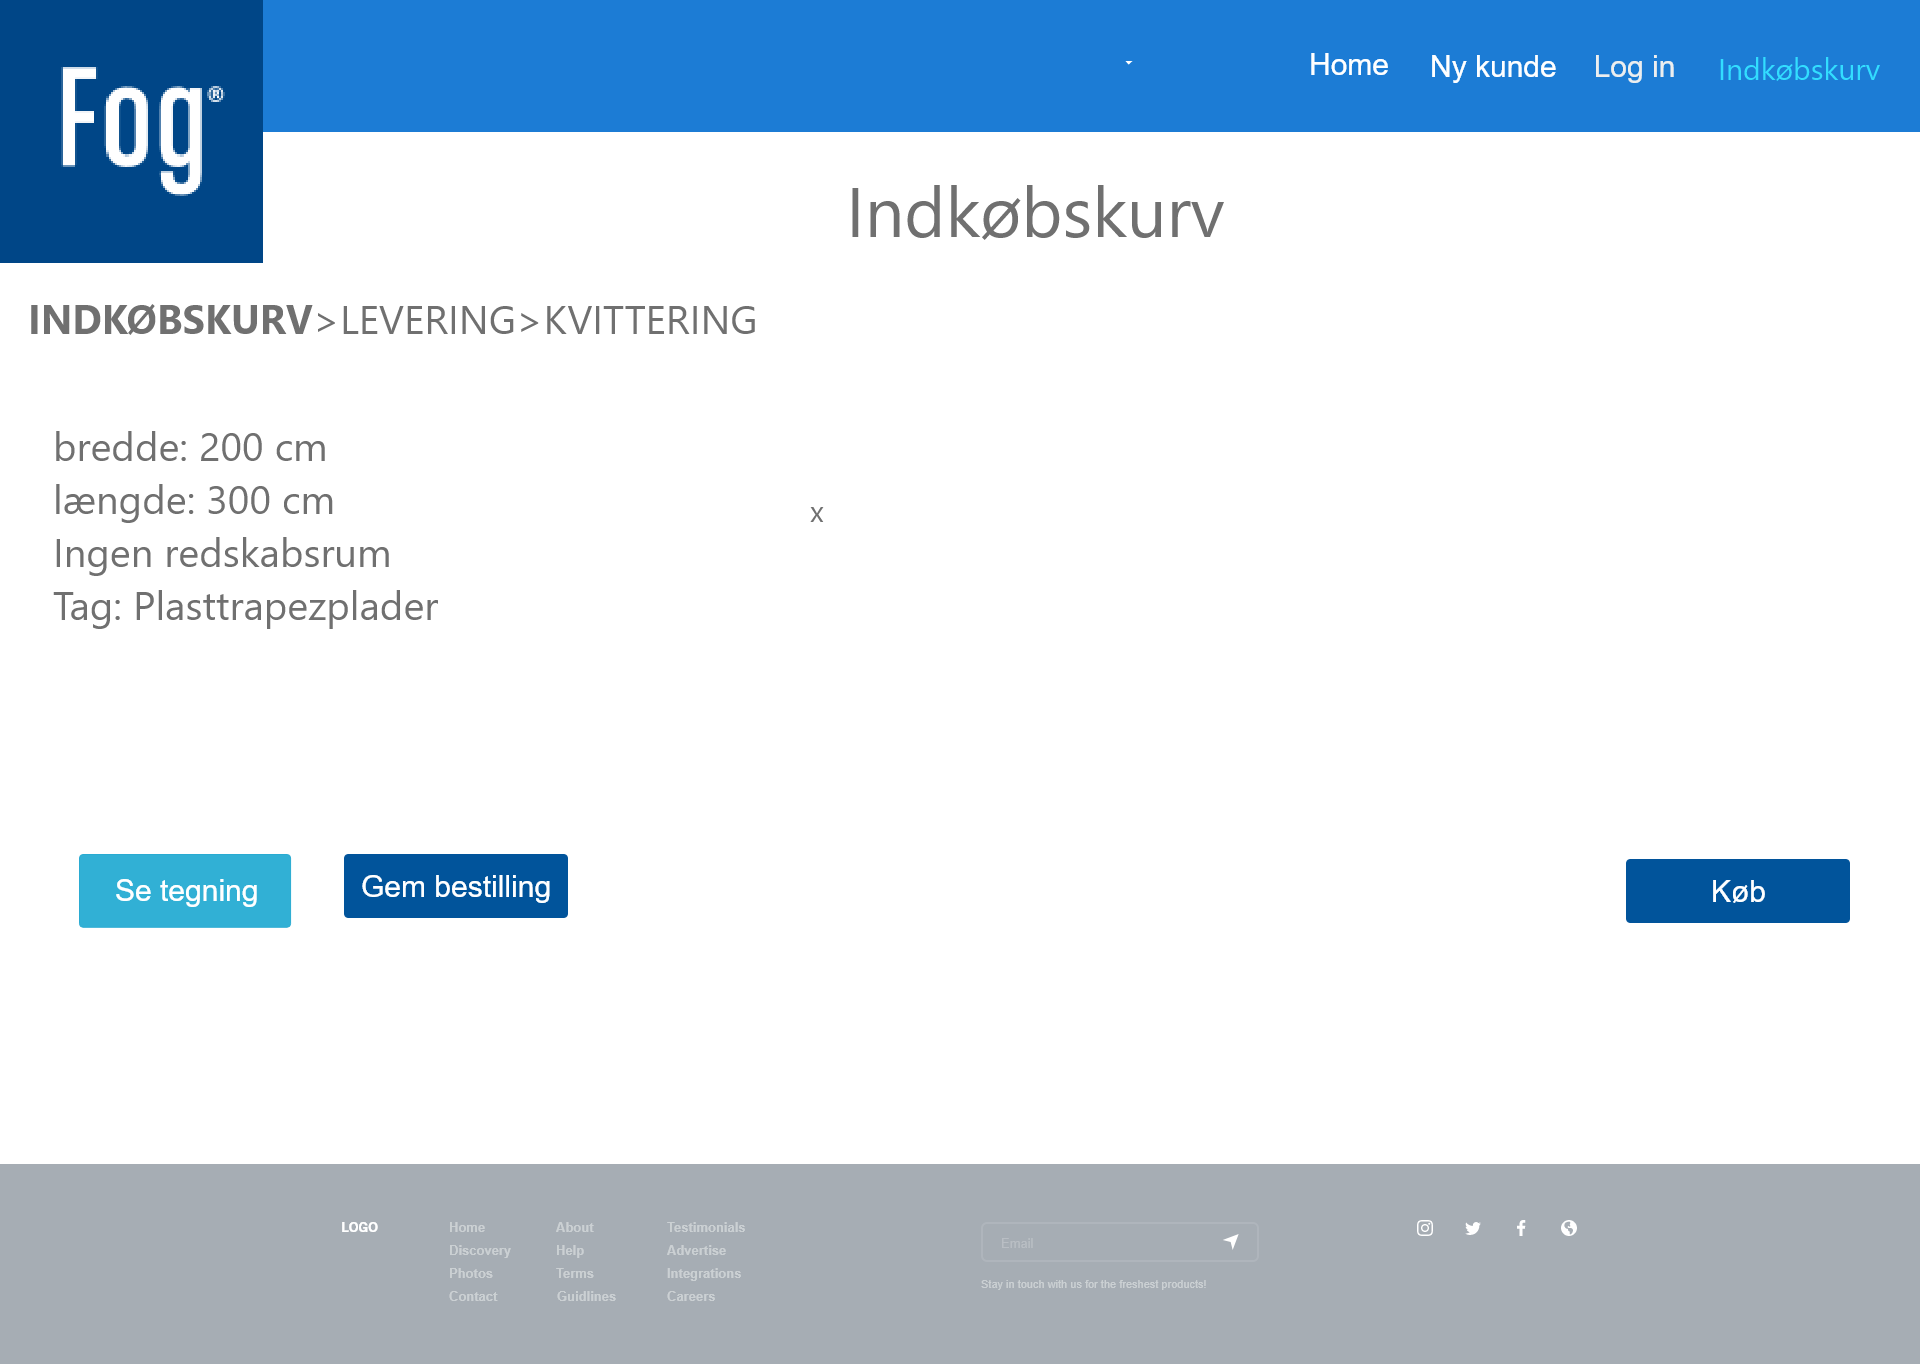 Fog®
Home Ny kunde Log in Indkøbskurv
Indkøbskurv
INDKØBSKURV>LEVERING>KVITTERING
bredde: 200 cm
længde: 300 cm
x
Ingen redskabsrum
Tag: Plasttrapezplader
Se tegning
Gem bestilling
Køb
LOGO
Home
Discovery
Photos
Contact
About
Help
Terms
Guidlines
Testimonials
Advertise
Integrations
Careers
Email
Stay in touch with us for the freshest products!